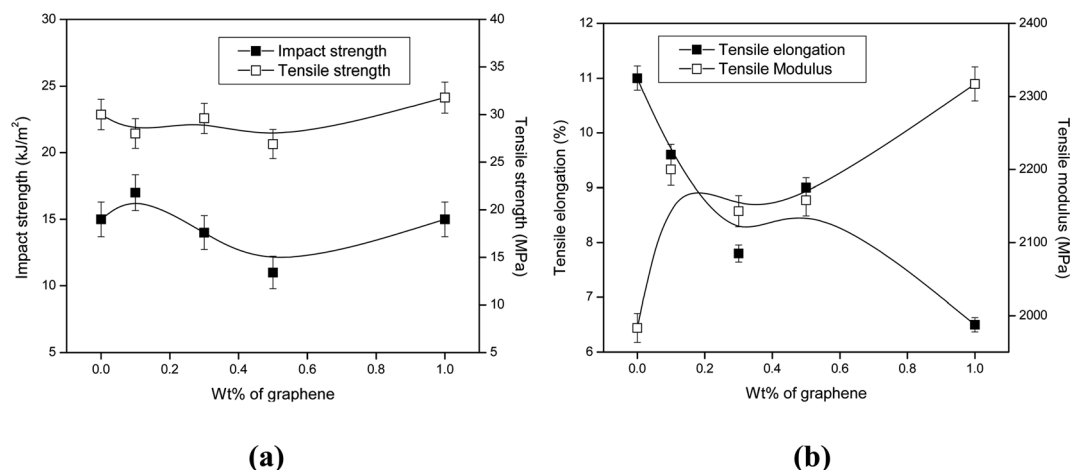 Impact strength
Tensile strength
Impact strength (kJ/m²)
30
25
20
15
10
5
Tensile strength (MPa)
40
35
30
25
20
15
10
5
0.0 0.2 0.4 0.6 0.8 1.0
Wt% of graphene
(a)
Tensile elongation
Tensile Modulus
Tensile elongation (%)
12
11
10
9
8
7
6
Tensile modulus (MPa)
2400
2300
2200
2100
2000
0.0 0.2 0.4 0.6 0.8 1.0
Wt% of graphene
(b)